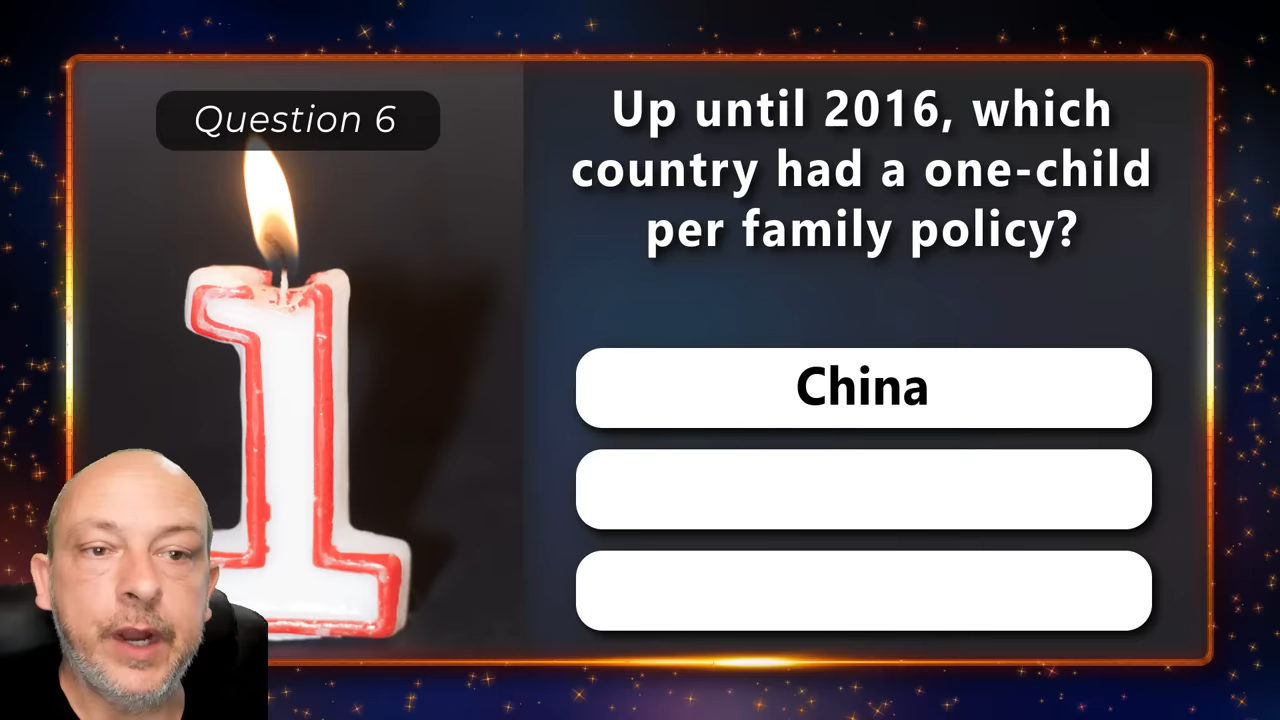 Question 6
Up until 2016, which
country had a one-child
per family policy?
China